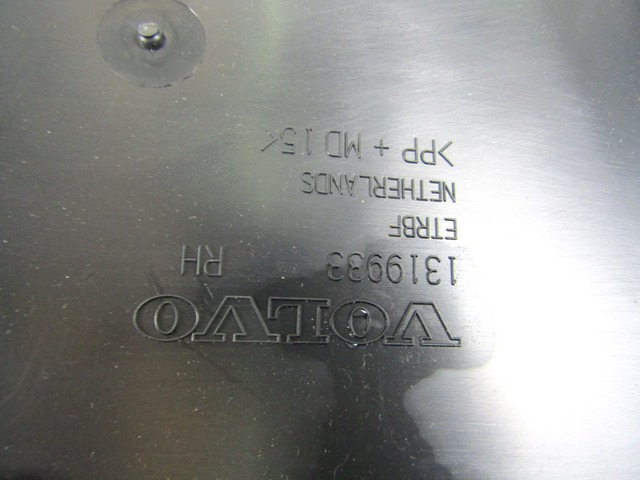 VOLVO
1319933 RH
ETRBF
NETHERLANDS
>PP + MD 15<